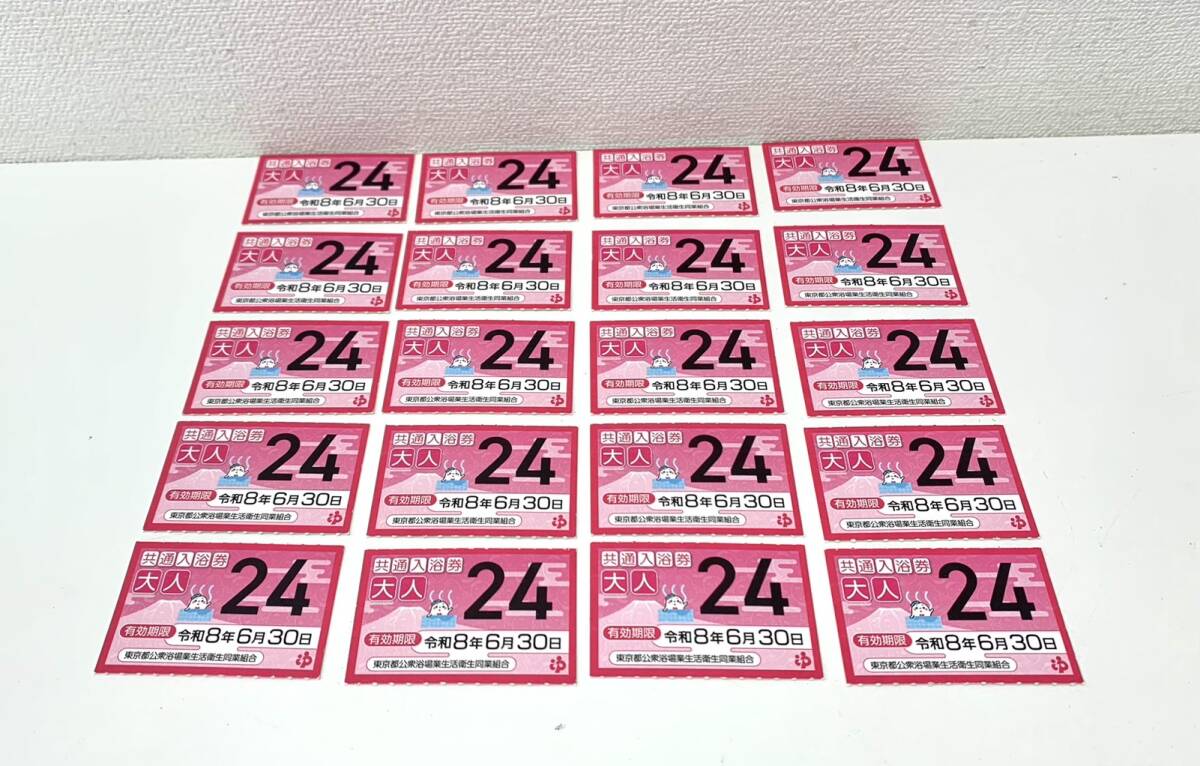 共通入浴券
大人 24
有効期限 令和8年6月30日
東京都公衆浴場業生活衛生同業組合 ゆ
共通入浴券
大人 24
有効期限 令和8年6月30日
東京都公衆浴場業生活衛生同業組合 ゆ
共通入浴券
大人 24
有効期限 令和8年6月30日
東京都公衆浴場業生活衛生同業組合 ゆ
共通入浴券
大人 24
有効期限 令和8年6月30日
東京都公衆浴場業生活衛生同業組合 ゆ
共通入浴券
大人 24
有効期限 令和8年6月30日
東京都公衆浴場業生活衛生同業組合 ゆ
共通入浴券
大人 24
有効期限 令和8年6月30日
東京都公衆浴場業生活衛生同業組合 ゆ
共通入浴券
大人 24
有効期限 令和8年6月30日
東京都公衆浴場業生活衛生同業組合 ゆ
共通入浴券
大人 24
有効期限 令和8年6月30日
東京都公衆浴場業生活衛生同業組合 ゆ
共通入浴券
大人 24
有効期限 令和8年6月30日
東京都公衆浴場業生活衛生同業組合 ゆ
共通入浴券
大人 24
有効期限 令和8年6月30日
東京都公衆浴場業生活衛生同業組合 ゆ
共通入浴券
大人 24
有効期限 令和8年6月30日
東京都公衆浴場業生活衛生同業組合 ゆ
共通入浴券
大人 24
有効期限 令和8年6月30日
東京都公衆浴場業生活衛生同業組合 ゆ
共通入浴券
大人 24
有効期限 令和8年6月30日
東京都公衆浴場業生活衛生同業組合 ゆ
共通入浴券
大人 24
有効期限 令和8年6月30日
東京都公衆浴場業生活衛生同業組合 ゆ
共通入浴券
大人 24
有効期限 令和8年6月30日
東京都公衆浴場業生活衛生同業組合 ゆ
共通入浴券
大人 24
有効期限 令和8年6月30日
東京都公衆浴場業生活衛生同業組合 ゆ
共通入浴券
大人 24
有効期限 令和8年6月30日
東京都公衆浴場業生活衛生同業組合 ゆ
共通入浴券
大人 24
有効期限 令和8年6月30日
東京都公衆浴場業生活衛生同業組合 ゆ
共通入浴券
大人 24
有効期限 令和8年6月30日
東京都公衆浴場業生活衛生同業組合 ゆ
共通入浴券
大人 24
有効期限 令和8年6月30日
東京都公衆浴場業生活衛生同業組合 ゆ